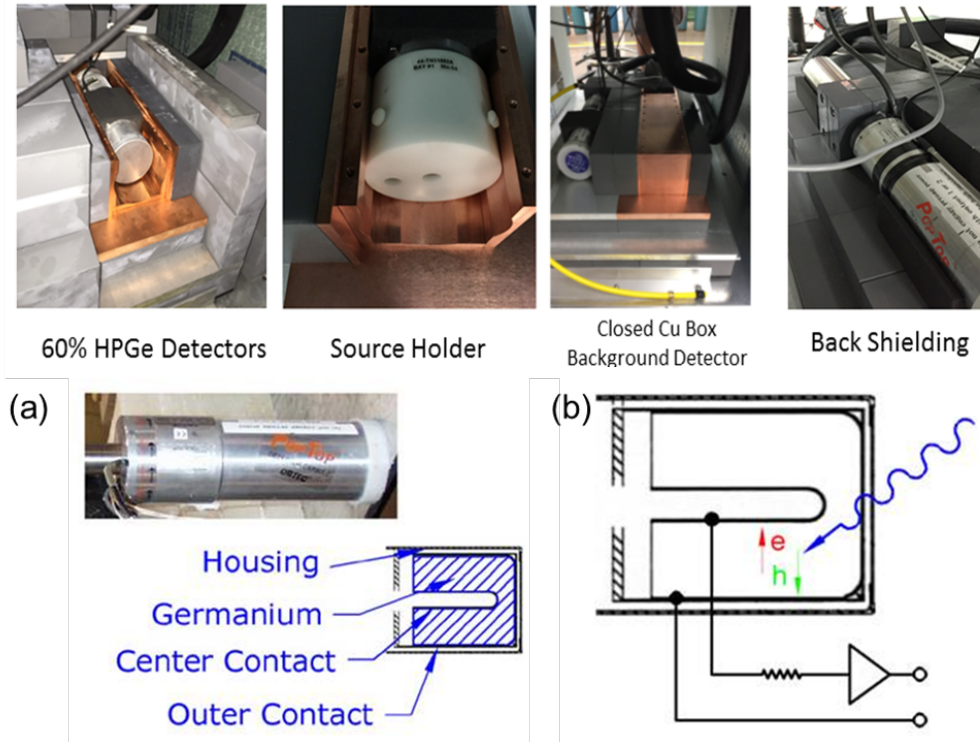 60% HPGe Detectors
Source Holder
Closed Cu Box
Background Detector
Back Shielding
(a)
POPTOP
ORTEC
Housing
Germanium
Center Contact
Outer Contact
(b)
e
h
POPTOP